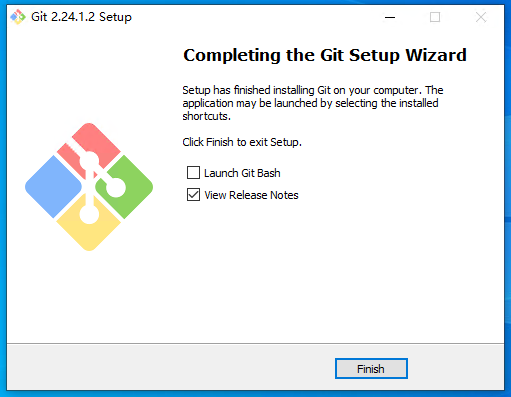 Git 2.24.1.2 Setup
Completing the Git Setup Wizard
Setup has finished installing Git on your computer. The
application may be launched by selecting the installed
shortcuts.
Click Finish to exit Setup.
Launch Git Bash
View Release Notes
Finish